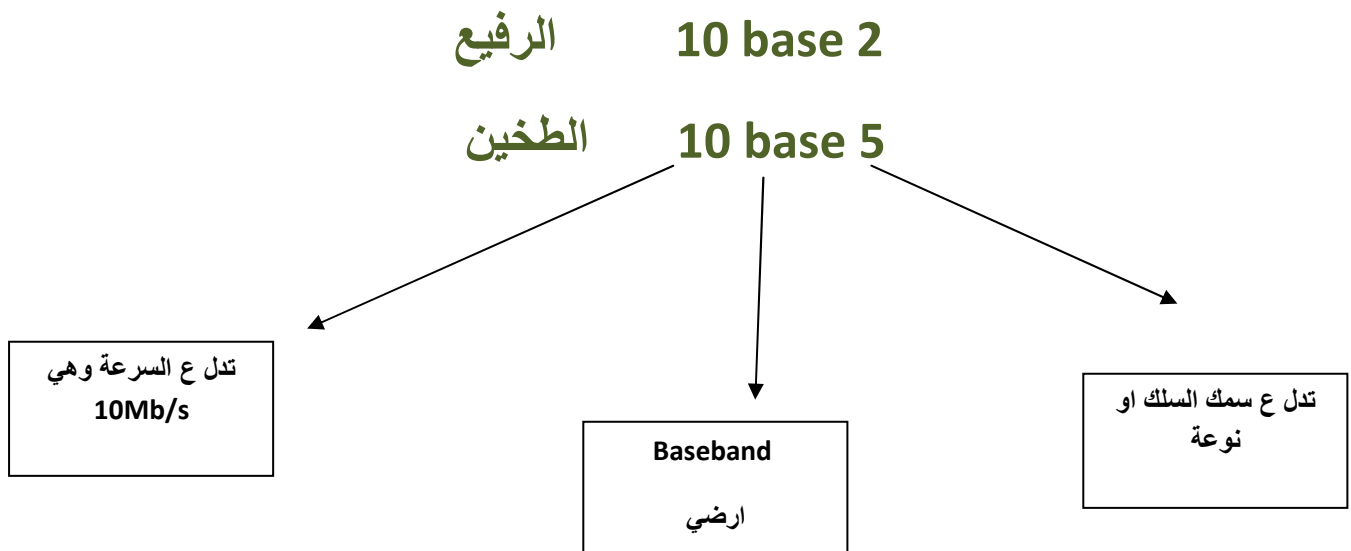 10 base 2 الرفيع
10 base 5 الطخين
تدل ع السرعة وهي
10Mb/s
Baseband
ارضي
تدل ع سمك السلك او
نوعة